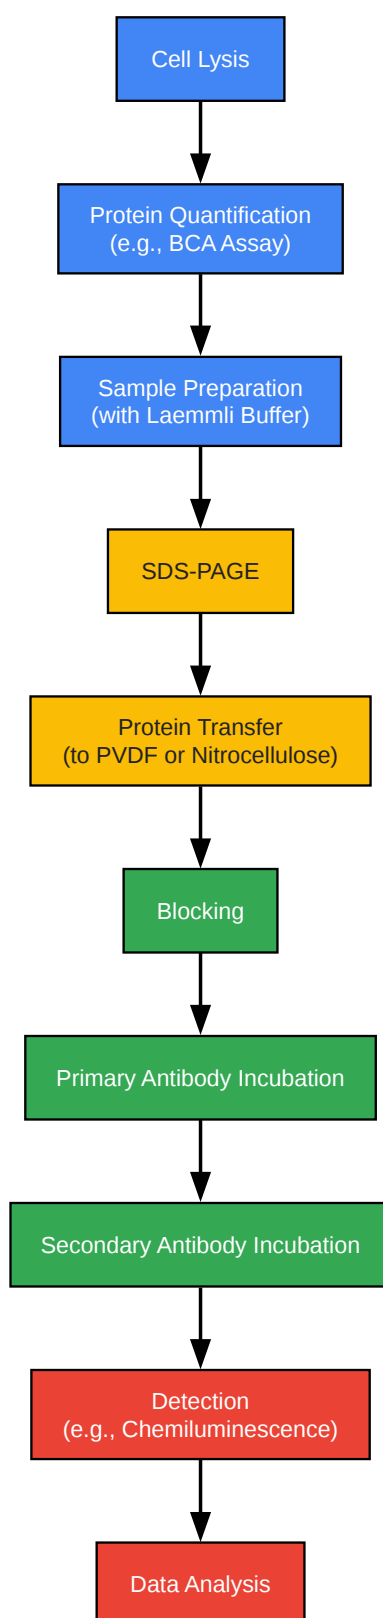 Cell Lysis
Protein Quantification
(e.g., BCA Assay)
Sample Preparation
(with Laemmli Buffer)
SDS-PAGE
Protein Transfer
(to PVDF or Nitrocellulose)
Blocking
Primary Antibody Incubation
Secondary Antibody Incubation
Detection
(e.g., Chemiluminescence)
Data Analysis